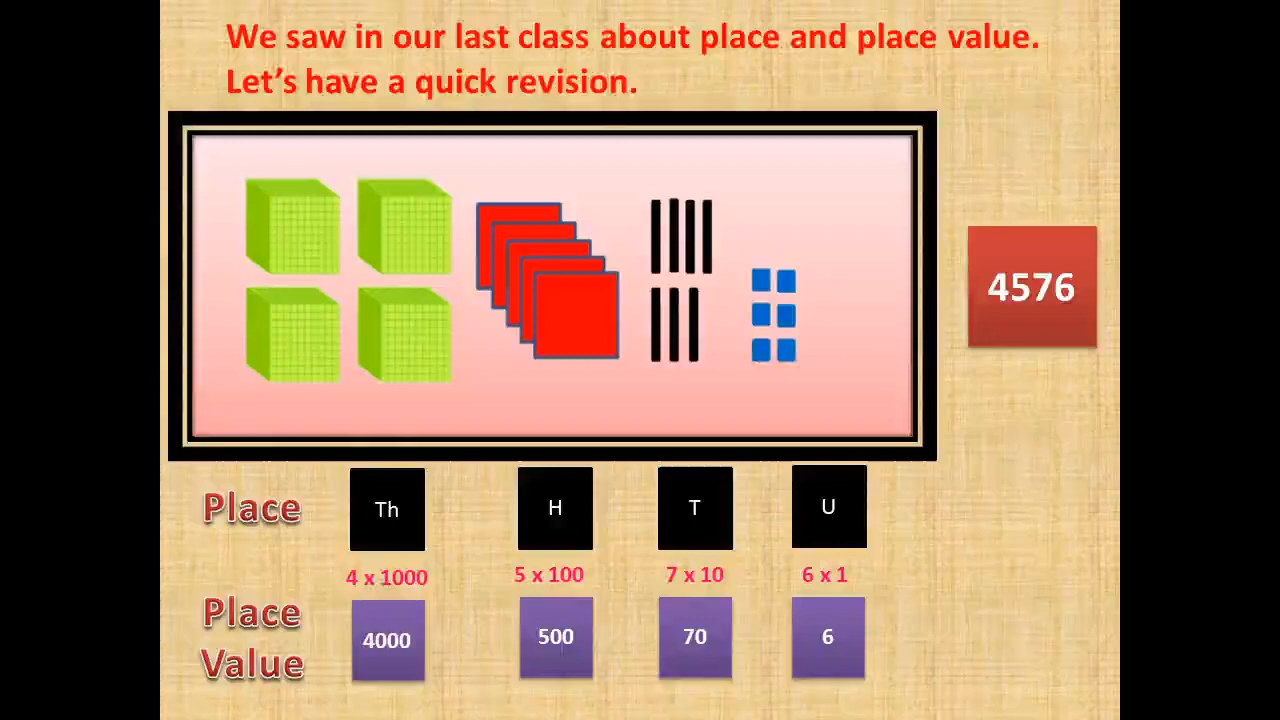 We saw in our last class about place and place value.
Let’s have a quick revision.
4576
Place Th H T U
4 x 1000 5 x 100 7 x 10 6 x 1
Place
Value
4000 500 70 6